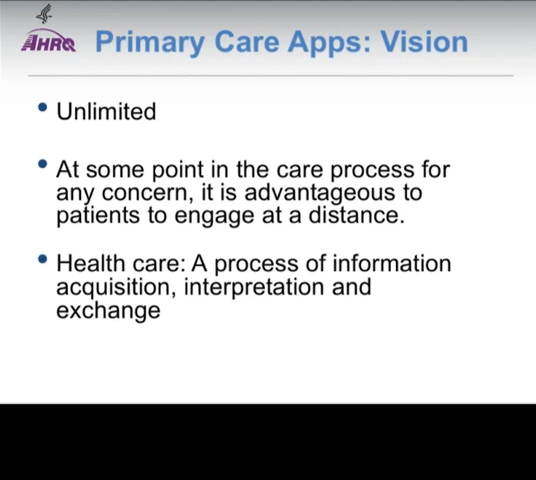 AHRQ Primary Care Apps: Vision
• Unlimited
• At some point in the care process for
any concern, it is advantageous to
patients to engage at a distance.
• Health care: A process of information
acquisition, interpretation and
exchange